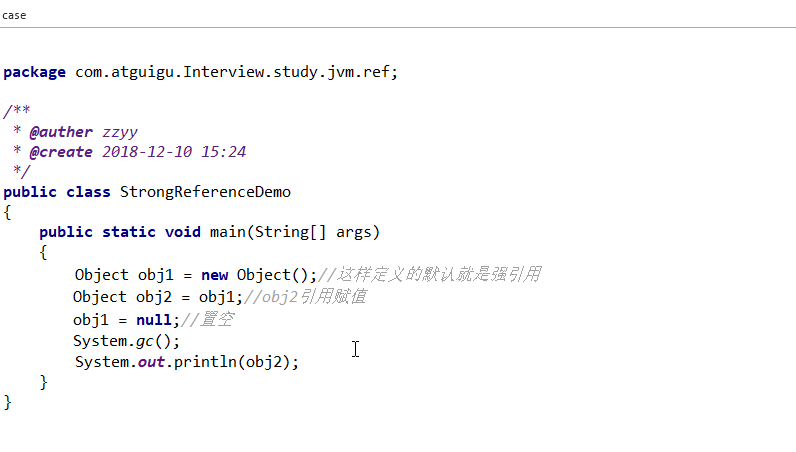 case
package com.atguigu.Interview.study.jvm.ref;
/**
 * @auther zzyy
 * @create 2018-12-10 15:24
 */
public class StrongReferenceDemo
{
    public static void main(String[] args)
    {
        Object obj1 = new Object();//这样定义的默认就是强引用
        Object obj2 = obj1;//obj2引用赋值
        obj1 = null;//置空
        System.gc();
        System.out.println(obj2);
    }
}